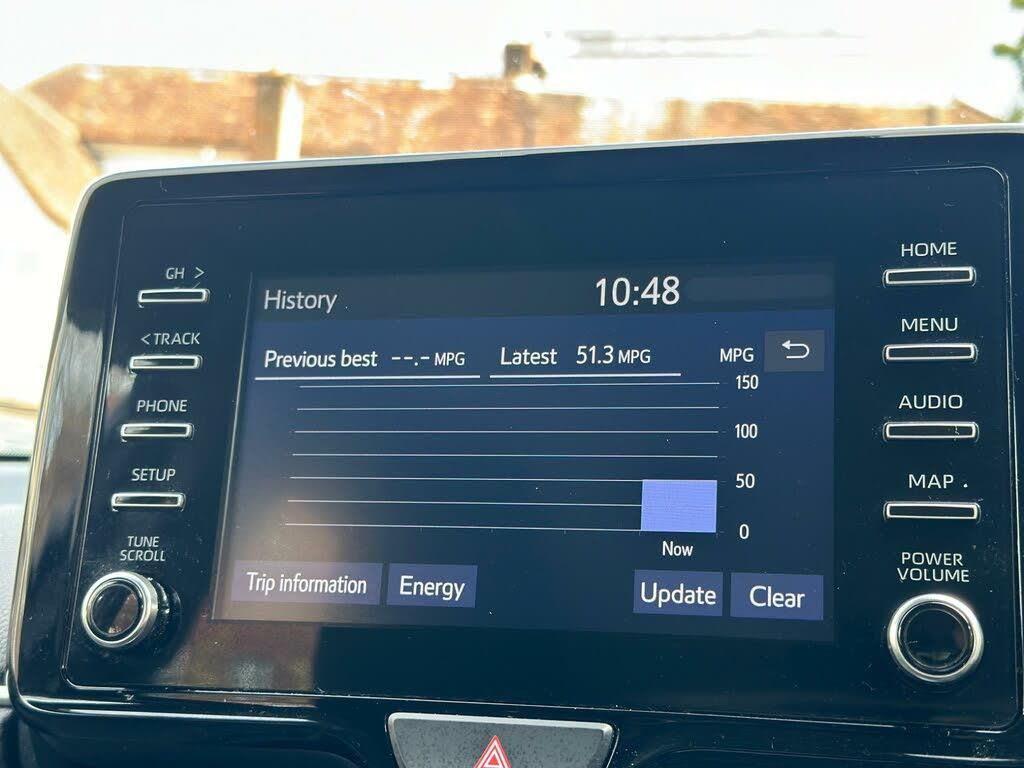 GH >
< TRACK
PHONE
SETUP
TUNE
SCROLL
History
10:48
Previous best --.- MPG
Latest 51.3 MPG
MPG
150
100
50
0
Now
Trip information
Energy
Update
Clear
HOME
MENU
AUDIO
MAP .
POWER
VOLUME